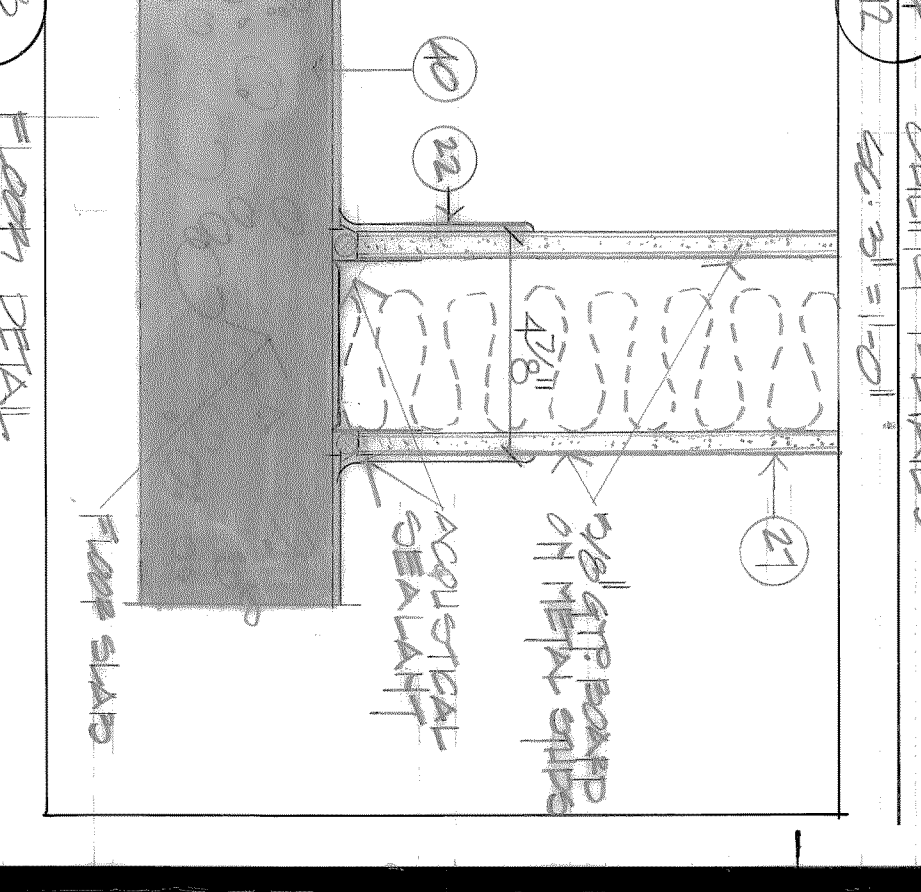 SC. 3" = 1'-0"
21
5/8" GYP. BOARD
ON METAL STUDS
4 7/8"
40
22
ACOUSTICAL
SEALANT
FLOOR SLAB
FLOOR DETAIL